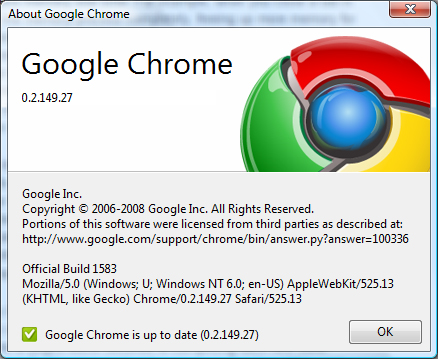 About Google Chrome
Google Chrome
0.2.149.27
Google Inc.
Copyright © 2006-2008 Google Inc. All Rights Reserved.
Portions of this software were licensed from third parties as described at:
http://www.google.com/support/chrome/bin/answer.py?answer=100336
Official Build 1583
Mozilla/5.0 (Windows; U; Windows NT 6.0; en-US) AppleWebKit/525.13
(KHTML, like Gecko) Chrome/0.2.149.27 Safari/525.13
Google Chrome is up to date (0.2.149.27)
OK